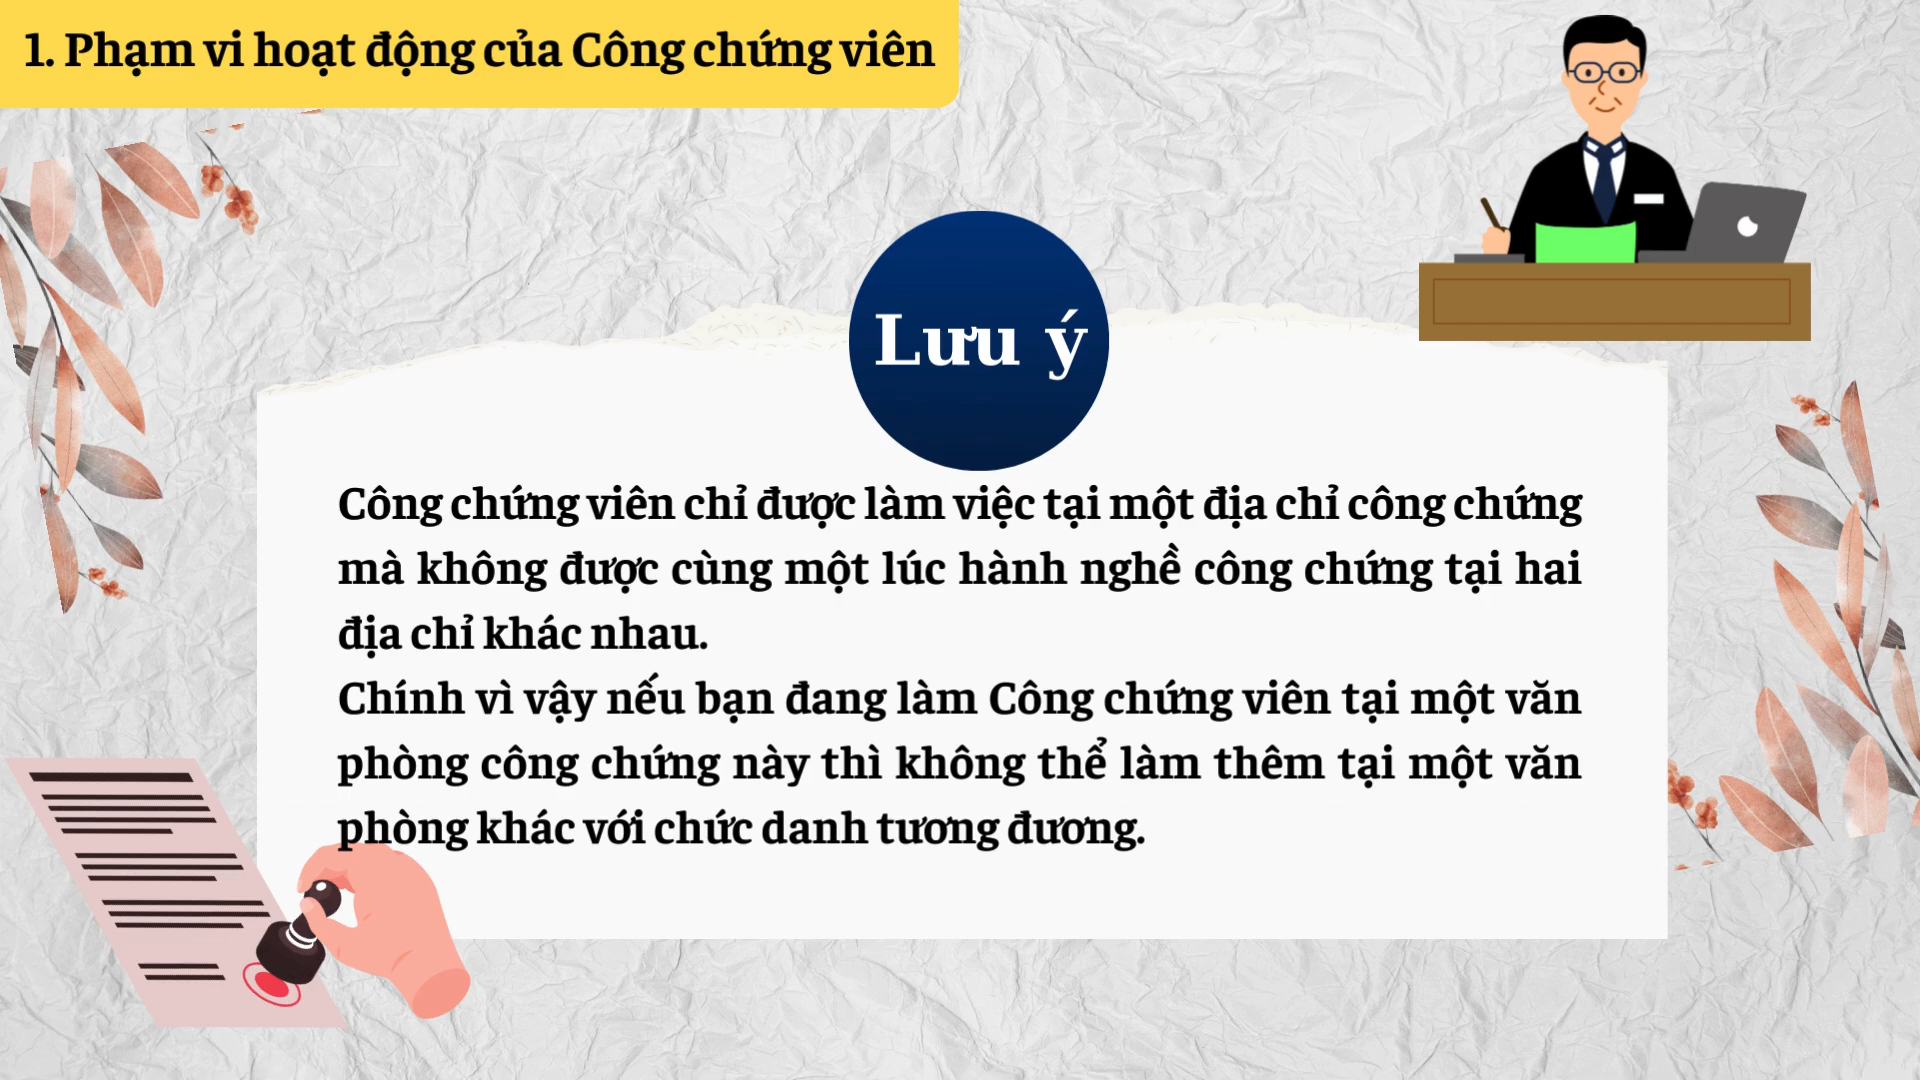 1. Phạm vi hoạt động của Công chứng viên
Lưu ý
Công chứng viên chỉ được làm việc tại một địa chỉ công chứng
mà không được cùng một lúc hành nghề công chứng tại hai
địa chỉ khác nhau.
Chính vì vậy nếu bạn đang làm Công chứng viên tại một văn
phòng công chứng này thì không thể làm thêm tại một văn
phòng khác với chức danh tương đương.